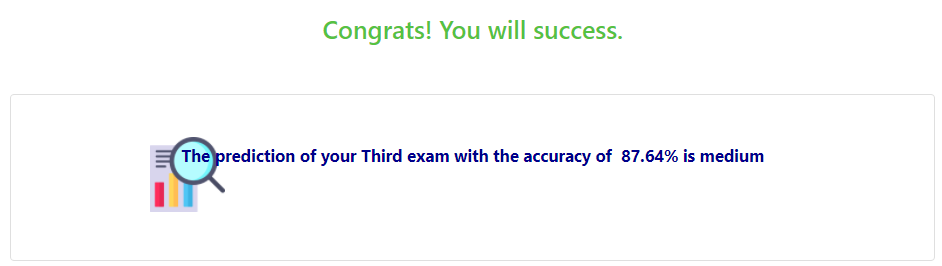 Congrats! You will success.
The prediction of your Third exam with the accuracy of 87.64% is medium